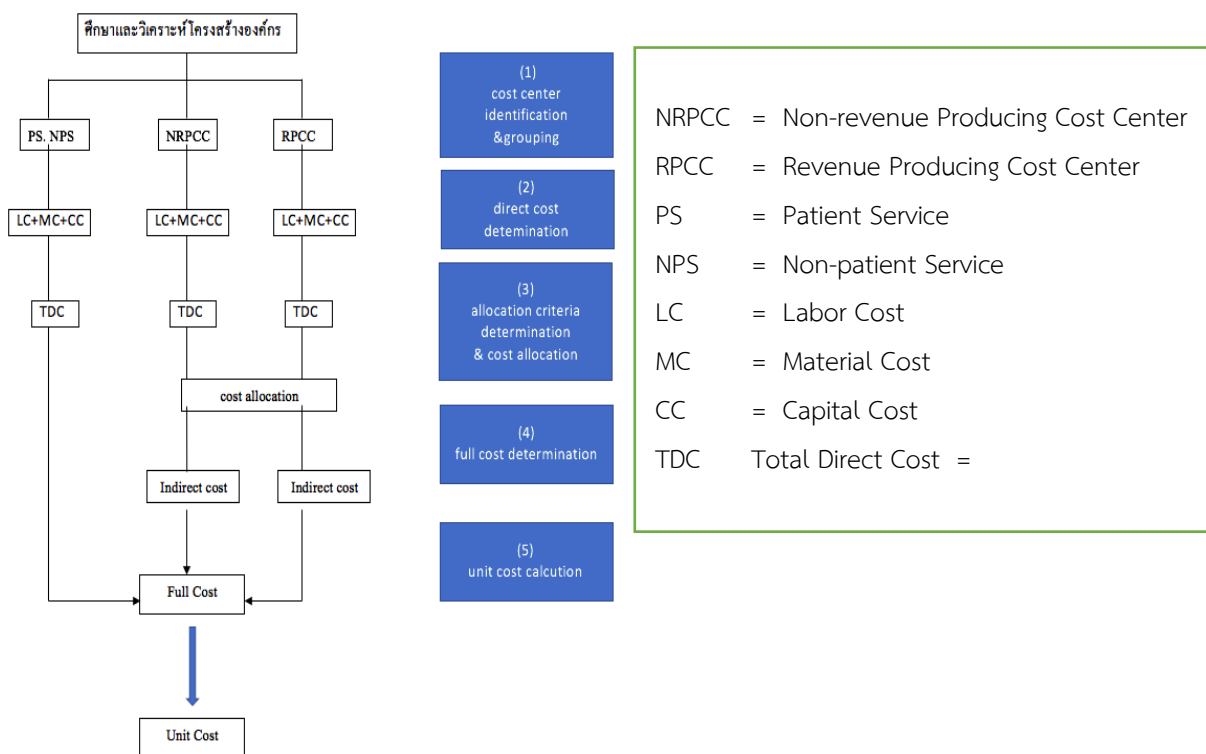 ศึกษาและวิเคราะห์โครงสร้างองค์กร
PS. NPS
NRPCC
RPCC
LC+MC+CC
LC+MC+CC
LC+MC+CC
TDC
TDC
TDC
cost allocation
Indirect cost
Indirect cost
Full Cost
Unit Cost
(1)
cost center
identification
&grouping
(2)
direct cost
detemination
(3)
allocation criteria
determination
& cost allocation
(4)
full cost determination
(5)
unit cost calcution
NRPCC = Non-revenue Producing Cost Center
RPCC = Revenue Producing Cost Center
PS = Patient Service
NPS = Non-patient Service
LC = Labor Cost
MC = Material Cost
CC = Capital Cost
TDC Total Direct Cost =